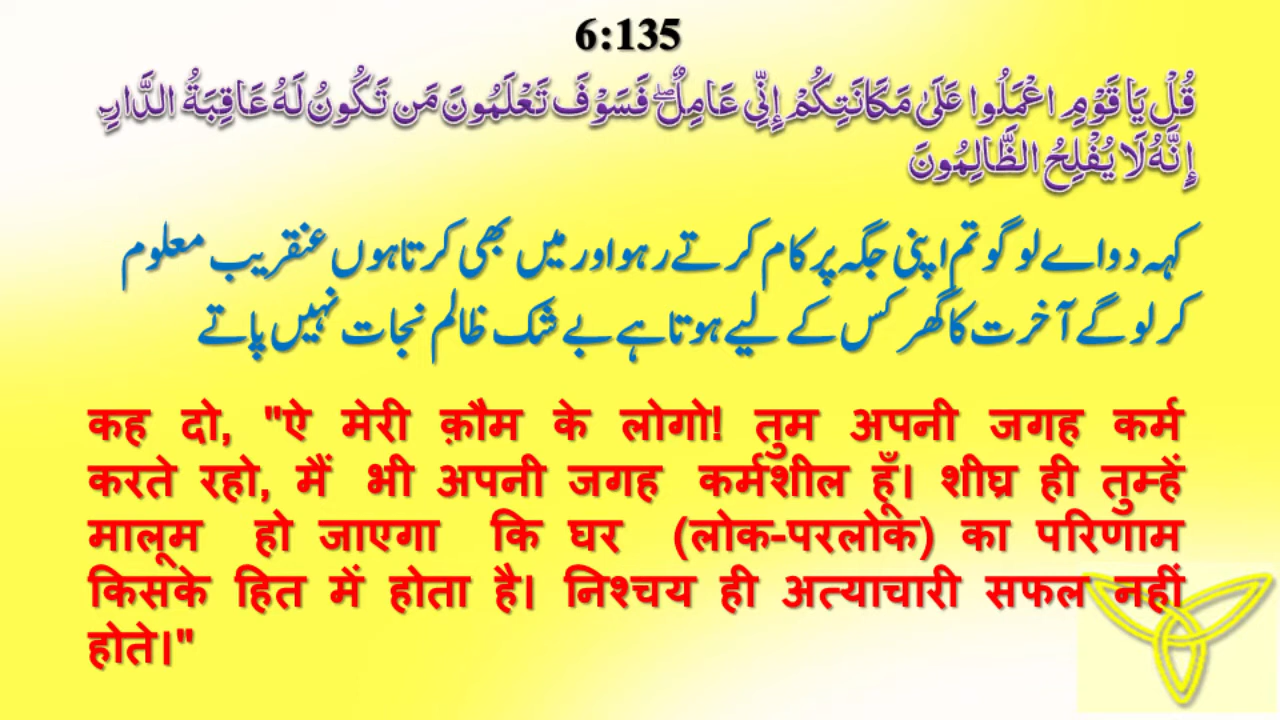 6:135
قُلْ يَا قَوْمِ اعْمَلُوا عَلَىٰ مَكَانَتِكُمْ إِنِّي عَامِلٌ ۖ فَسَوْفَ تَعْلَمُونَ مَن تَكُونُ لَهُ عَاقِبَةُ الدَّارِ ۗ
إِنَّهُ لَا يُفْلِحُ الظَّالِمُونَ
کہہ دو اے لوگو تم اپنی جگہ پر کام کرتے رہو اور میں بھی کرتا ہوں عنقریب معلوم
کر لو گے آخرت کا گھر کس کے لیے ہوتا ہے بے شک ظالم نجات نہیں پاتے
कह दो, "ऐ मेरी क़ौम के लोगो! तुम अपनी जगह कर्म
करते रहो, मैं भी अपनी जगह कर्मशील हूँ। शीघ्र ही तुम्हें
मालूम हो जाएगा कि घर (लोक-परलोक) का परिणाम
किसके हित में होता है। निश्चय ही अत्याचारी सफल नहीं
होते।"